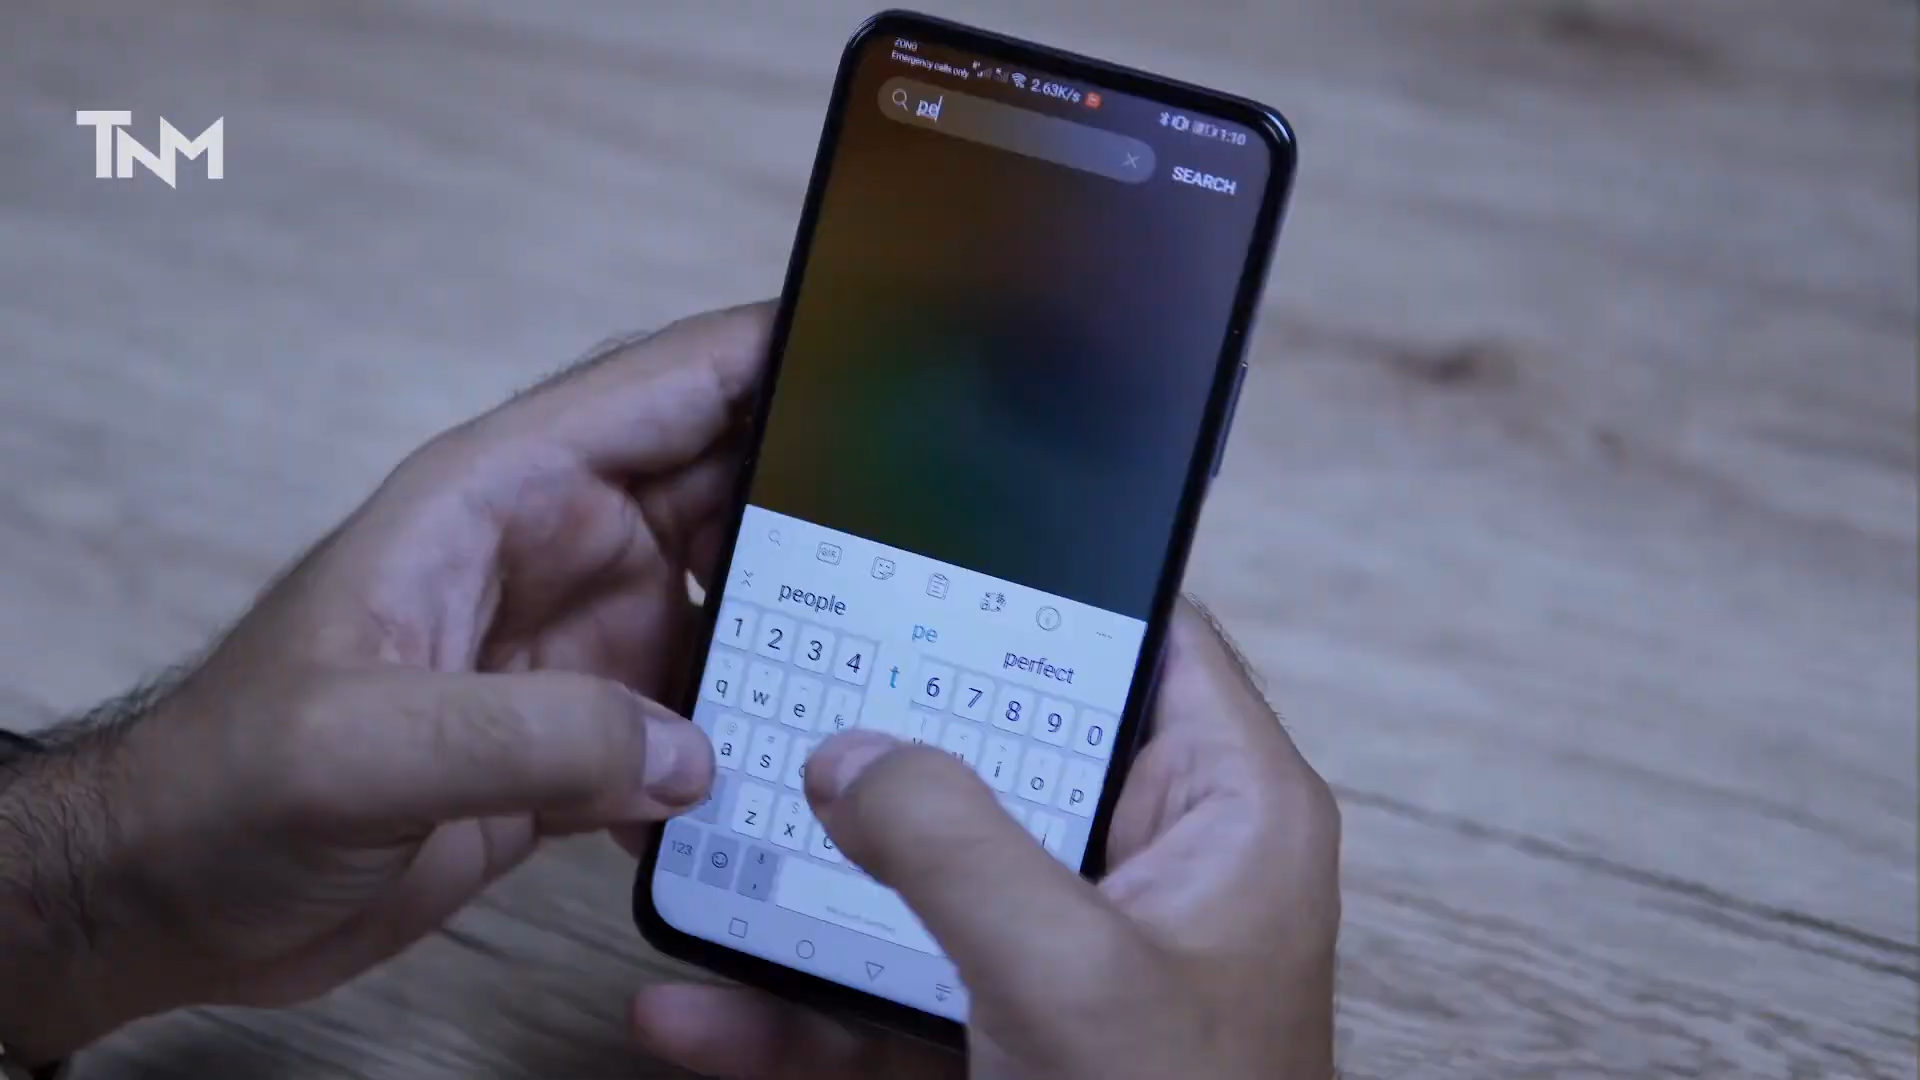 TNM
ZONG
Emergency calls only
2.63K/s
1:10
pe
SEARCH
people
pe
perfect
1 2 3 4 t 6 7 8 9 0
q w e i o p
a s
z x c
123 ,